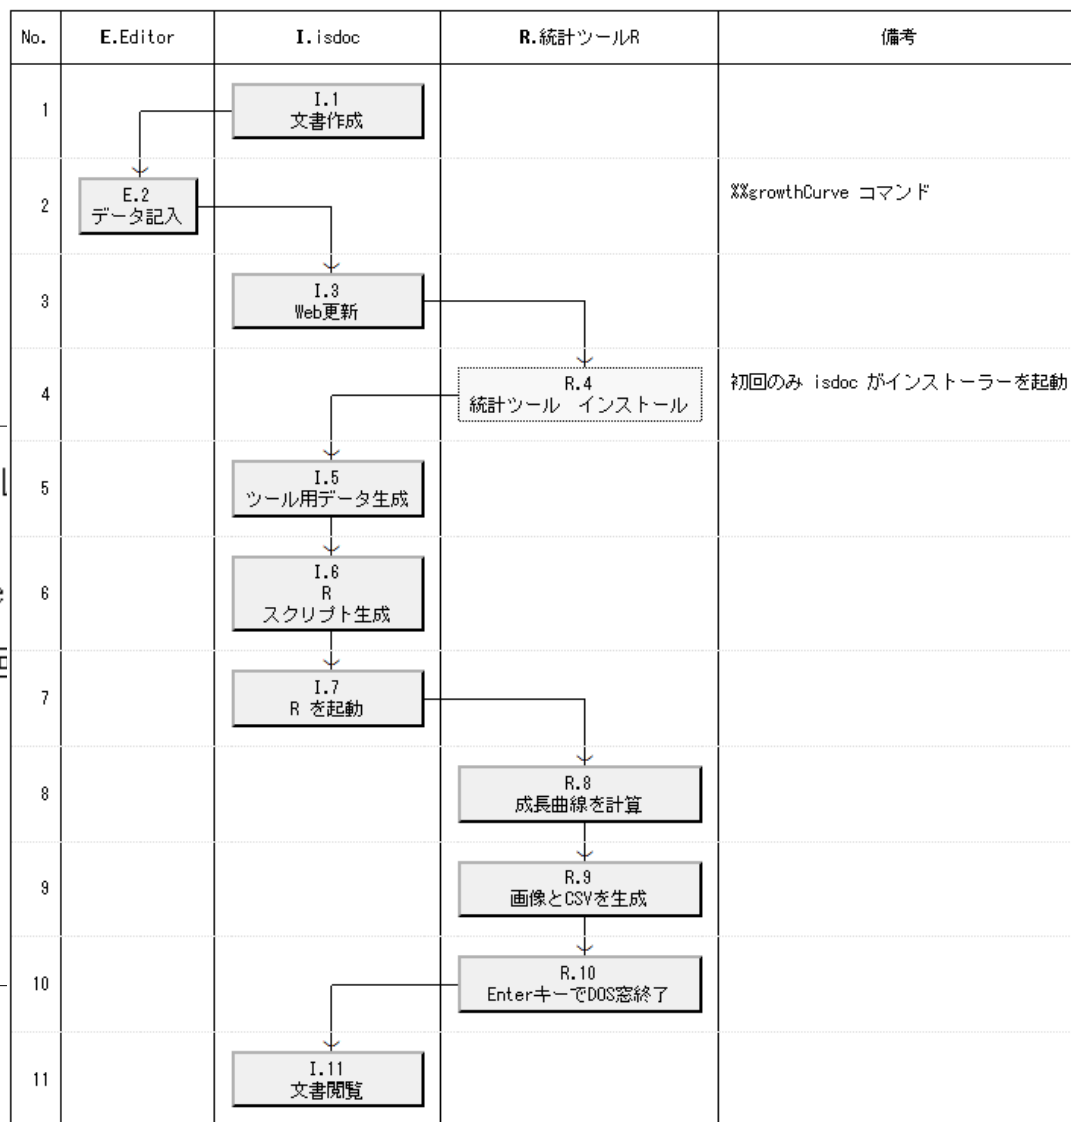 No. E.Editor I.isdoc R.統計ツールR 備考
1
I.1
文書作成
2
E.2
データ記入
%%growthCurve コマンド
3
I.3
Web更新
4
R.4
統計ツール インストール
初回のみ isdoc がインストーラーを起動
5
I.5
ツール用データ生成
6
I.6
R
スクリプト生成
7
I.7
R を起動
8
R.8
成長曲線を計算
9
R.9
画像とCSVを生成
10
R.10
EnterキーでDOS窓終了
11
I.11
文書閲覧